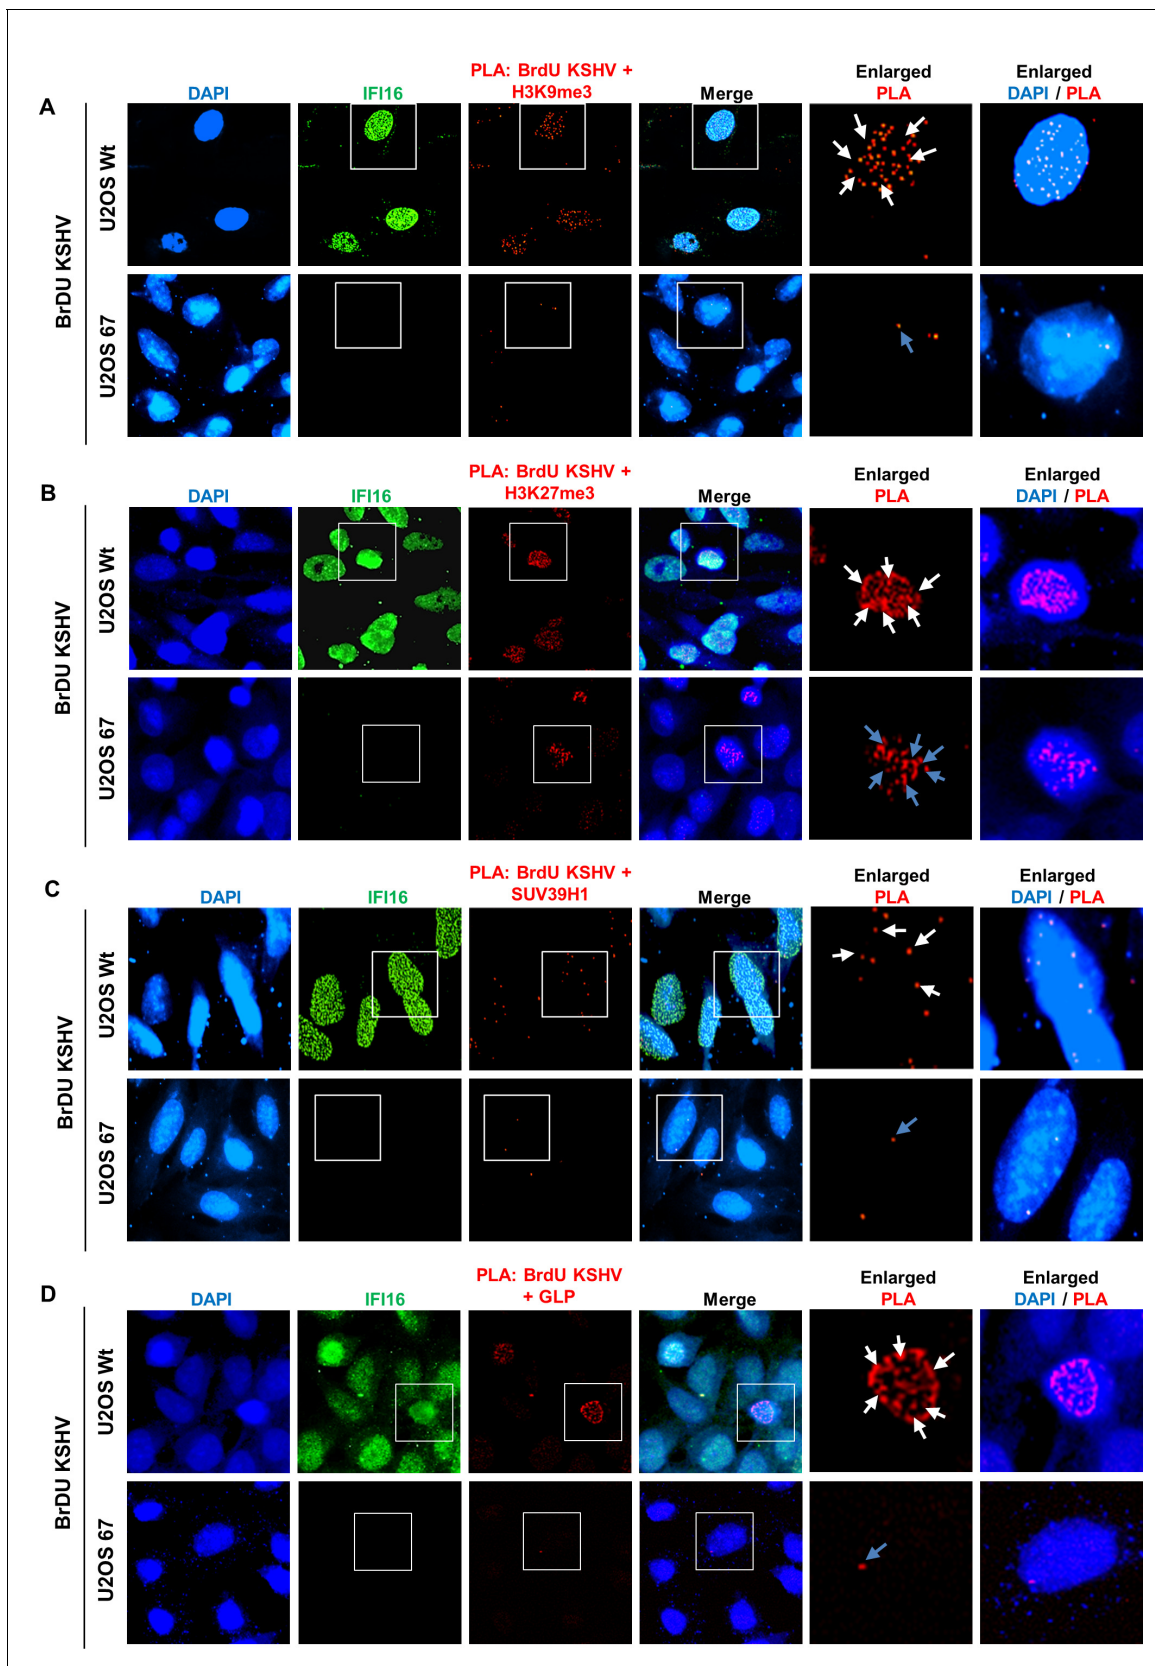 A
DAPI
IFI16
PLA: BrdU KSHV +
H3K9me3
Merge
Enlarged
PLA
Enlarged
DAPI / PLA
BrDU KSHV
U2OS Wt
U2OS 67
B
DAPI
IFI16
PLA: BrdU KSHV +
H3K27me3
Merge
Enlarged
PLA
Enlarged
DAPI / PLA
BrDU KSHV
U2OS Wt
U2OS 67
C
DAPI
IFI16
PLA: BrdU KSHV +
SUV39H1
Merge
Enlarged
PLA
Enlarged
DAPI / PLA
BrDU KSHV
U2OS Wt
U2OS 67
D
DAPI
IFI16
PLA: BrdU KSHV
+ GLP
Merge
Enlarged
PLA
Enlarged
DAPI / PLA
BrDU KSHV
U2OS Wt
U2OS 67